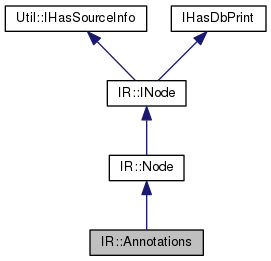 Util::IHasSourceInfo
IHasDbPrint
IR::INode
IR::Node
IR::Annotations